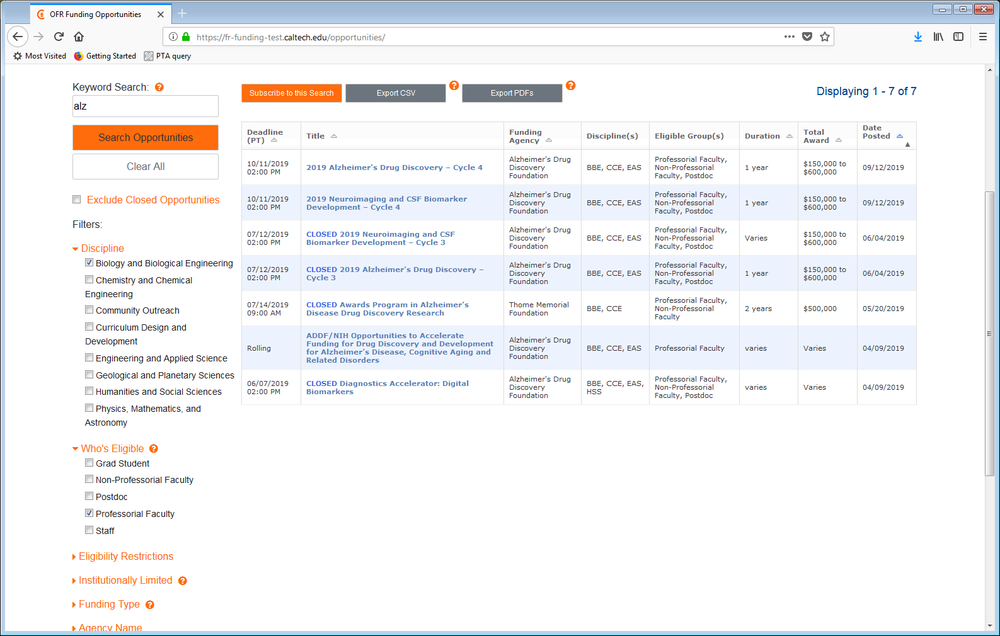 OFR Funding Opportunities
https://fr-funding-test.caltech.edu/opportunities/
Most Visited
Getting Started
PTA query
Keyword Search:
alz
Search Opportunities
Clear All
Exclude Closed Opportunities
Filters:
Discipline
Biology and Biological Engineering
Chemistry and Chemical
Engineering
Community Outreach
Curriculum Design and
Development
Engineering and Applied Science
Geological and Planetary Sciences
Humanities and Social Sciences
Physics, Mathematics, and
Astronomy
Who's Eligible
Grad Student
Non-Professorial Faculty
Postdoc
Professorial Faculty
Staff
Eligibility Restrictions
Institutionally Limited
Funding Type
Agency Name
Subscribe to this Search
Export CSV
Export PDFs
Displaying 1 - 7 of 7
Deadline
(PT)
Title
Funding
Agency
Discipline(s)
Eligible Group(s)
Duration
Total
Award
Date
Posted
10/11/2019
02:00 PM
2019 Alzheimer's Drug Discovery – Cycle 4
Alzheimer's Drug
Discovery
Foundation
BBE, CCE, EAS
Professorial Faculty,
Non-Professorial
Faculty, Postdoc
1 year
$150,000 to
$600,000
09/12/2019
10/11/2019
02:00 PM
2019 Neuroimaging and CSF Biomarker
Development – Cycle 4
Alzheimer's Drug
Discovery
Foundation
BBE, CCE, EAS
Professorial Faculty,
Non-Professorial
Faculty, Postdoc
1 year
$150,000 to
$600,000
09/12/2019
07/12/2019
02:00 PM
CLOSED 2019 Neuroimaging and CSF
Biomarker Development – Cycle 3
Alzheimer's Drug
Discovery
Foundation
BBE, CCE, EAS
Professorial Faculty,
Non-Professorial
Faculty, Postdoc
Varies
$150,000 to
$600,000
06/04/2019
07/12/2019
02:00 PM
CLOSED 2019 Alzheimer's Drug Discovery –
Cycle 3
Alzheimer's Drug
Discovery
Foundation
BBE, CCE, EAS
Professorial Faculty,
Non-Professorial
Faculty, Postdoc
1 year
$150,000 to
$600,000
06/04/2019
07/14/2019
09:00 AM
CLOSED Awards Program in Alzheimer’s
Disease Drug Discovery Research
Thome Memorial
Foundation
BBE, CCE
Professorial Faculty,
Non-Professorial
Faculty
2 years
$500,000
05/20/2019
Rolling
ADDF/NIH Opportunities to Accelerate
Funding for Drug Discovery and Development
for Alzheimer’s Disease, Cognitive Aging and
Related Disorders
Alzheimer's Drug
Discovery
Foundation
BBE, CCE, EAS
Professorial Faculty
varies
Varies
04/09/2019
06/07/2019
02:00 PM
CLOSED Diagnostics Accelerator: Digital
Biomarkers
Alzheimer's Drug
Discovery
Foundation
BBE, CCE, EAS,
HSS
Professorial Faculty,
Non-Professorial
Faculty, Postdoc
varies
Varies
04/09/2019